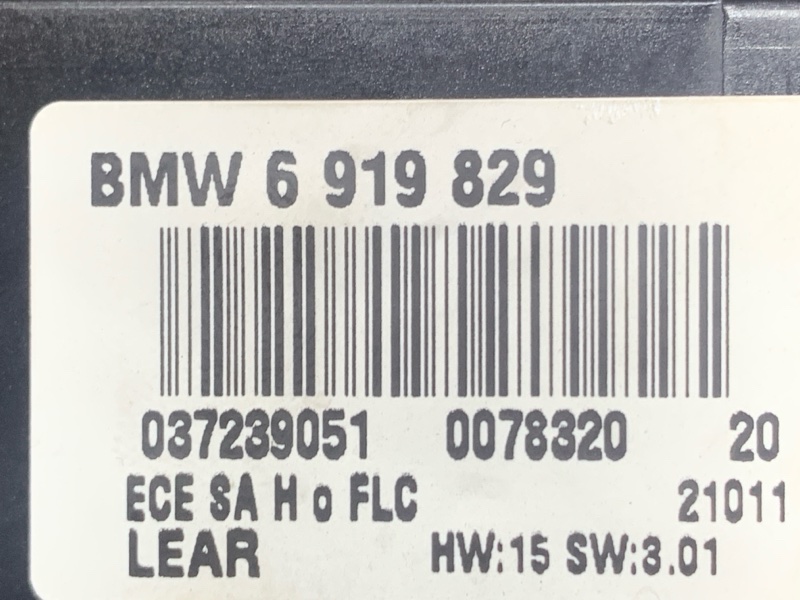 BMW 6 919 829
037239051 0078320 20
ECE SA H o FLC 21011
LEAR HW:15 SW:3.01